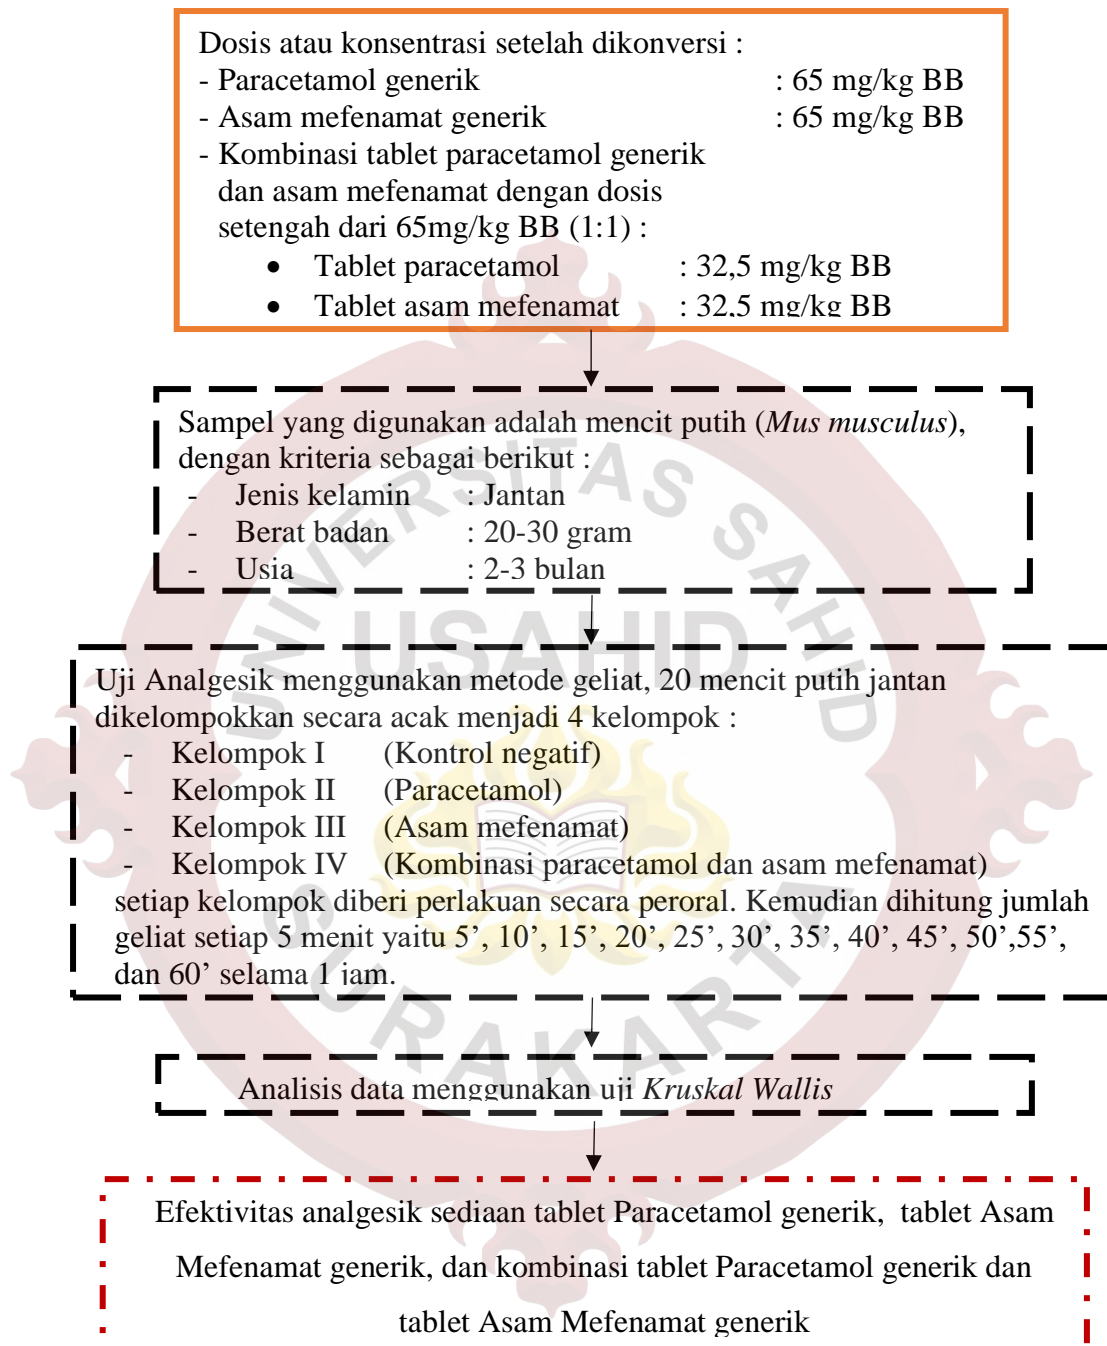 Dosis atau konsentrasi setelah dikonversi :
- Paracetamol generik : 65 mg/kg BB
- Asam mefenamat generik : 65 mg/kg BB
- Kombinasi tablet paracetamol generik
dan asam mefenamat dengan dosis
setengah dari 65mg/kg BB (1:1) :
• Tablet paracetamol : 32,5 mg/kg BB
• Tablet asam mefenamat : 32,5 mg/kg BB
Sampel yang digunakan adalah mencit putih (Mus musculus),
dengan kriteria sebagai berikut :
- Jenis kelamin : Jantan
- Berat badan : 20-30 gram
- Usia : 2-3 bulan
Uji Analgesik menggunakan metode geliat, 20 mencit putih jantan
dikelompokkan secara acak menjadi 4 kelompok :
- Kelompok I (Kontrol negatif)
- Kelompok II (Paracetamol)
- Kelompok III (Asam mefenamat)
- Kelompok IV (Kombinasi paracetamol dan asam mefenamat)
setiap kelompok diberi perlakuan secara peroral. Kemudian dihitung jumlah
geliat setiap 5 menit yaitu 5’, 10’, 15’, 20’, 25’, 30’, 35’, 40’, 45’, 50’,55’,
dan 60’ selama 1 jam.
Analisis data menggunakan uji Kruskal Wallis
Efektivitas analgesik sediaan tablet Paracetamol generik, tablet Asam
Mefenamat generik, dan kombinasi tablet Paracetamol generik dan
tablet Asam Mefenamat generik
UNIVERSITAS SAHID
USAHID
SURAKARTA